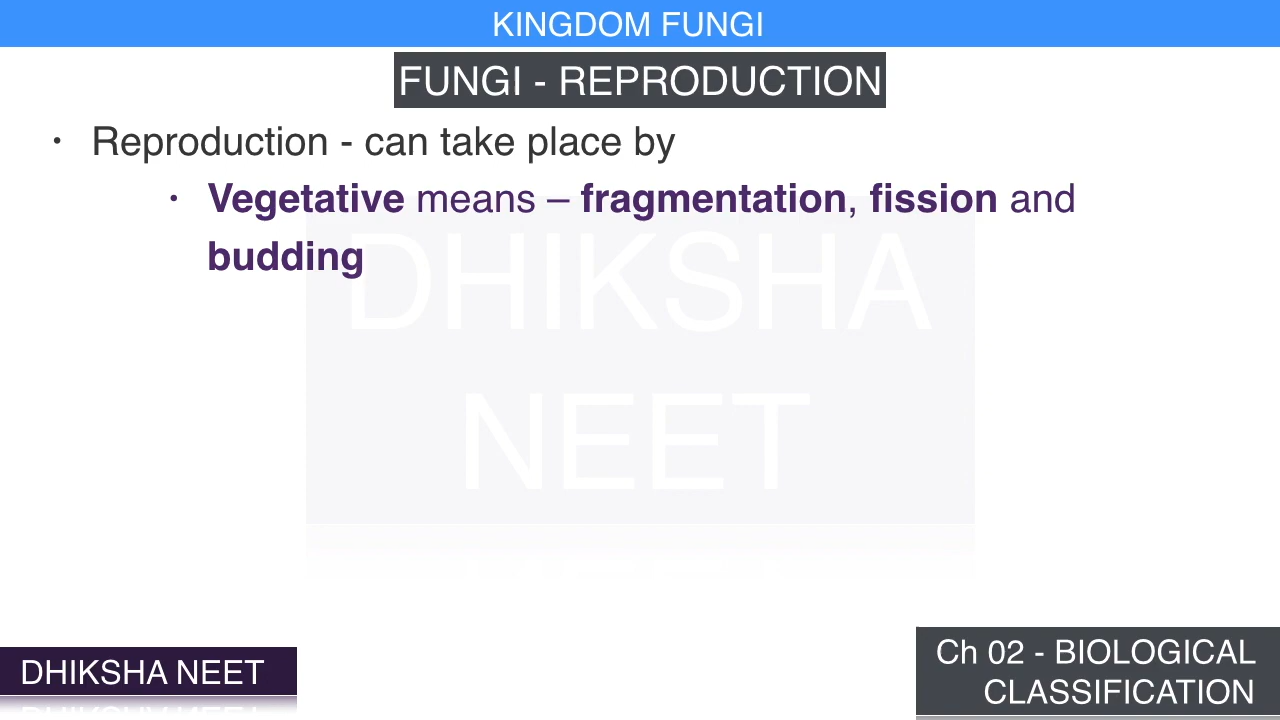 KINGDOM FUNGI
FUNGI - REPRODUCTION
• Reproduction - can take place by
• Vegetative means – fragmentation, fission and
budding
DHIKSHA
NEET
DHIKSHA NEET
Ch 02 - BIOLOGICAL
CLASSIFICATION